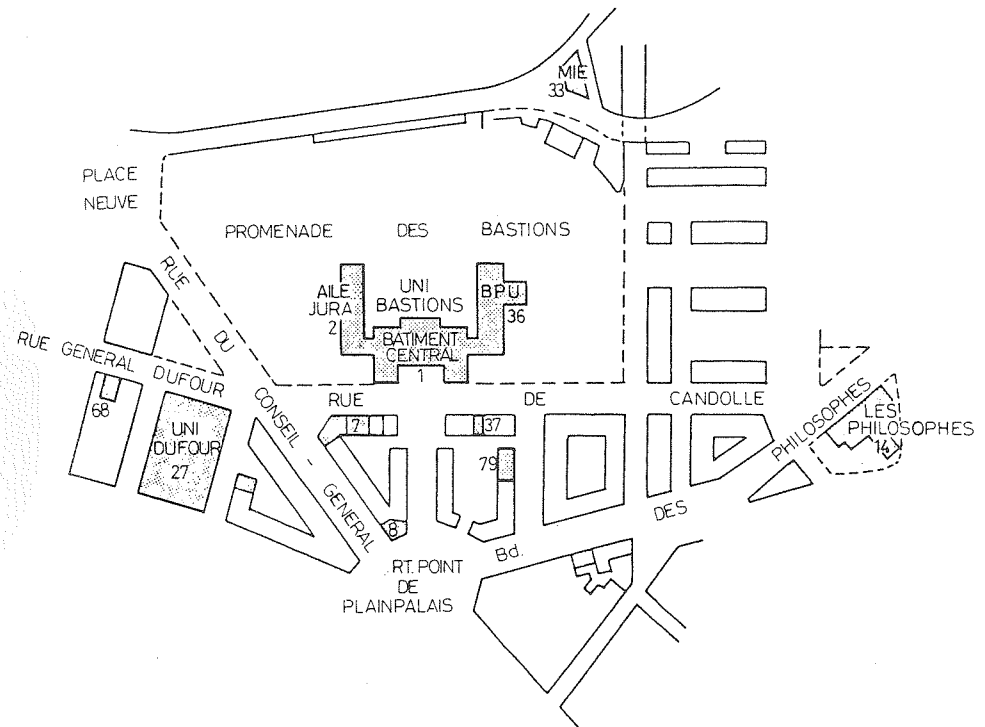 MIE
33
PLACE
NEUVE
PROMENADE DES BASTIONS
RUE DU CONSEIL - GENERAL
AILE
JURA
2
UNI
BASTIONS
BPU
36
BATIMENT
CENTRAL
1
RUE GENERAL DUFOUR
RUE DE CANDOLLE
68
UNI
DUFOUR
27
7
37
79
8
Bd. DES PHILOSOPHES
LES
PHILOSOPHES
14
RT. POINT
DE
PLAINPALAIS